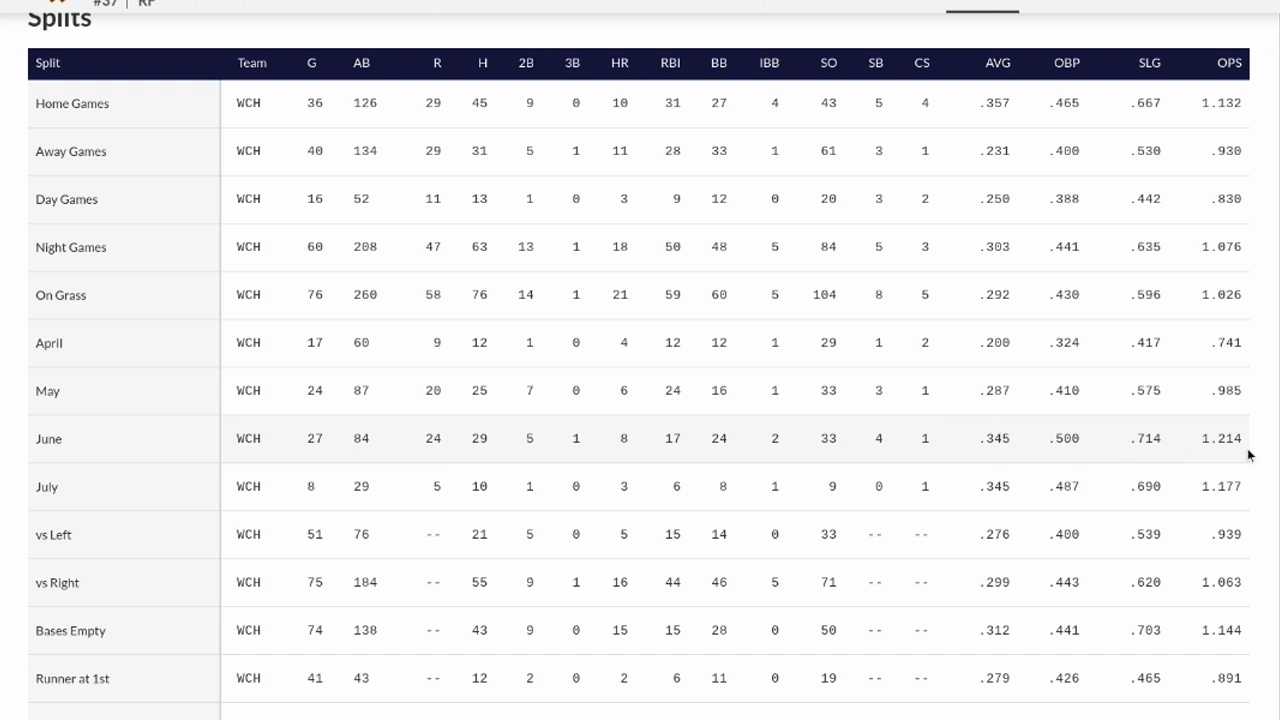 #37 | RF
Splits
Split Team G AB R H 2B 3B HR RBI BB IBB SO SB CS AVG OBP SLG OPS
Home Games WCH 36 126 29 45 9 0 10 31 27 4 43 5 4 .357 .465 .667 1.132
Away Games WCH 40 134 29 31 5 1 11 28 33 1 61 3 1 .231 .400 .530 .930
Day Games WCH 16 52 11 13 1 0 3 9 12 0 20 3 2 .250 .388 .442 .830
Night Games WCH 60 208 47 63 13 1 18 50 48 5 84 5 3 .303 .441 .635 1.076
On Grass WCH 76 260 58 76 14 1 21 59 60 5 104 8 5 .292 .430 .596 1.026
April WCH 17 60 9 12 1 0 4 12 12 1 29 1 2 .200 .324 .417 .741
May WCH 24 87 20 25 7 0 6 24 16 1 33 3 1 .287 .410 .575 .985
June WCH 27 84 24 29 5 1 8 17 24 2 33 4 1 .345 .500 .714 1.214
July WCH 8 29 5 10 1 0 3 6 8 1 9 0 1 .345 .487 .690 1.177
vs Left WCH 51 76 -- 21 5 0 5 15 14 0 33 -- -- .276 .400 .539 .939
vs Right WCH 75 184 -- 55 9 1 16 44 46 5 71 -- -- .299 .443 .620 1.063
Bases Empty WCH 74 138 -- 43 9 0 15 15 28 0 50 -- -- .312 .441 .703 1.144
Runner at 1st WCH 41 43 -- 12 2 0 2 6 11 0 19 -- -- .279 .426 .465 .891